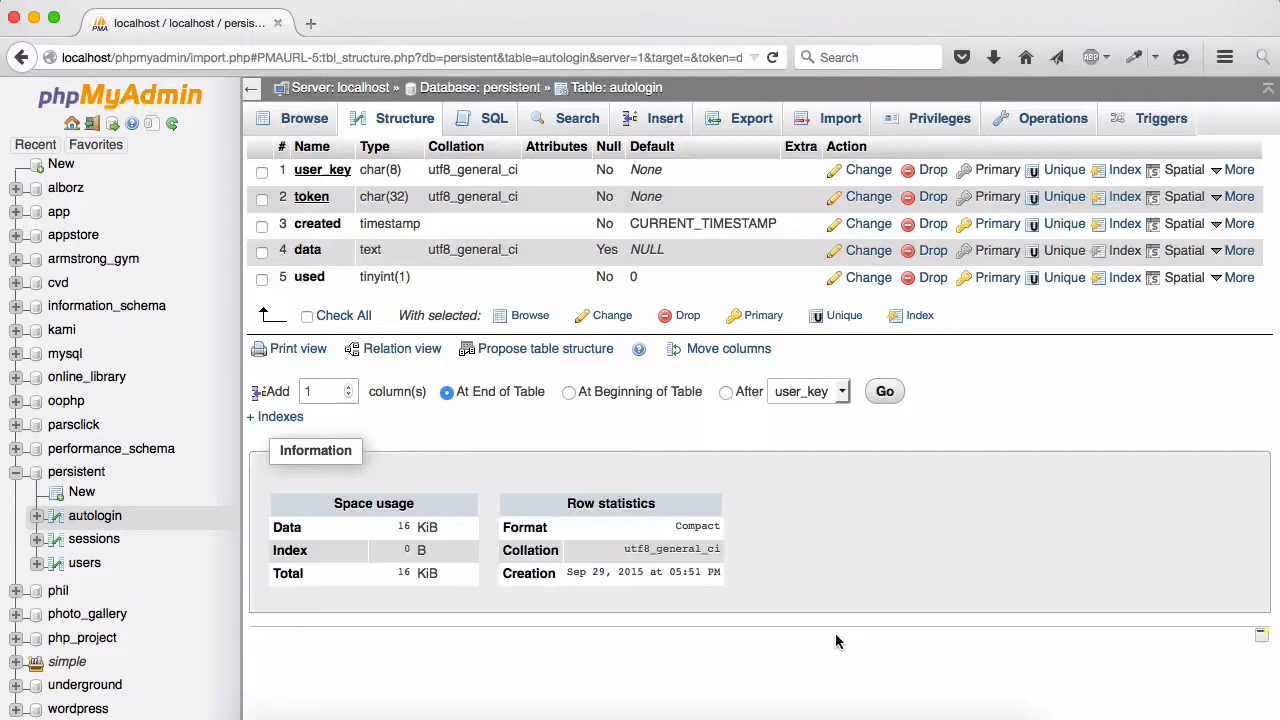 localhost / localhost / persis...
localhost/phpmyadmin/import.php#PMAURL-5:tbl_structure.php?db=persistent&table=autologin&server=1&target=&token=d
Search
ABP
phpMyAdmin
Recent Favorites
New
alborz
app
appstore
armstrong_gym
cvd
information_schema
kami
mysql
online_library
oophp
parsclick
performance_schema
persistent
New
autologin
sessions
users
phil
photo_gallery
php_project
simple
underground
wordpress
Server: localhost » Database: persistent » Table: autologin
Browse Structure SQL Search Insert Export Import Privileges Operations Triggers
# Name Type Collation Attributes Null Default Extra Action
1 user_key char(8) utf8_general_ci No None Change Drop Primary Unique Index Spatial More
2 token char(32) utf8_general_ci No None Change Drop Primary Unique Index Spatial More
3 created timestamp No CURRENT_TIMESTAMP Change Drop Primary Unique Index Spatial More
4 data text utf8_general_ci Yes NULL Change Drop Primary Unique Index Spatial More
5 used tinyint(1) No 0 Change Drop Primary Unique Index Spatial More
Check All With selected: Browse Change Drop Primary Unique Index
Print view Relation view Propose table structure Move columns
Add 1 column(s) At End of Table At Beginning of Table After user_key Go
+ Indexes
Information
Space usage
Data 16 KiB
Index 0 B
Total 16 KiB
Row statistics
Format Compact
Collation utf8_general_ci
Creation Sep 29, 2015 at 05:51 PM